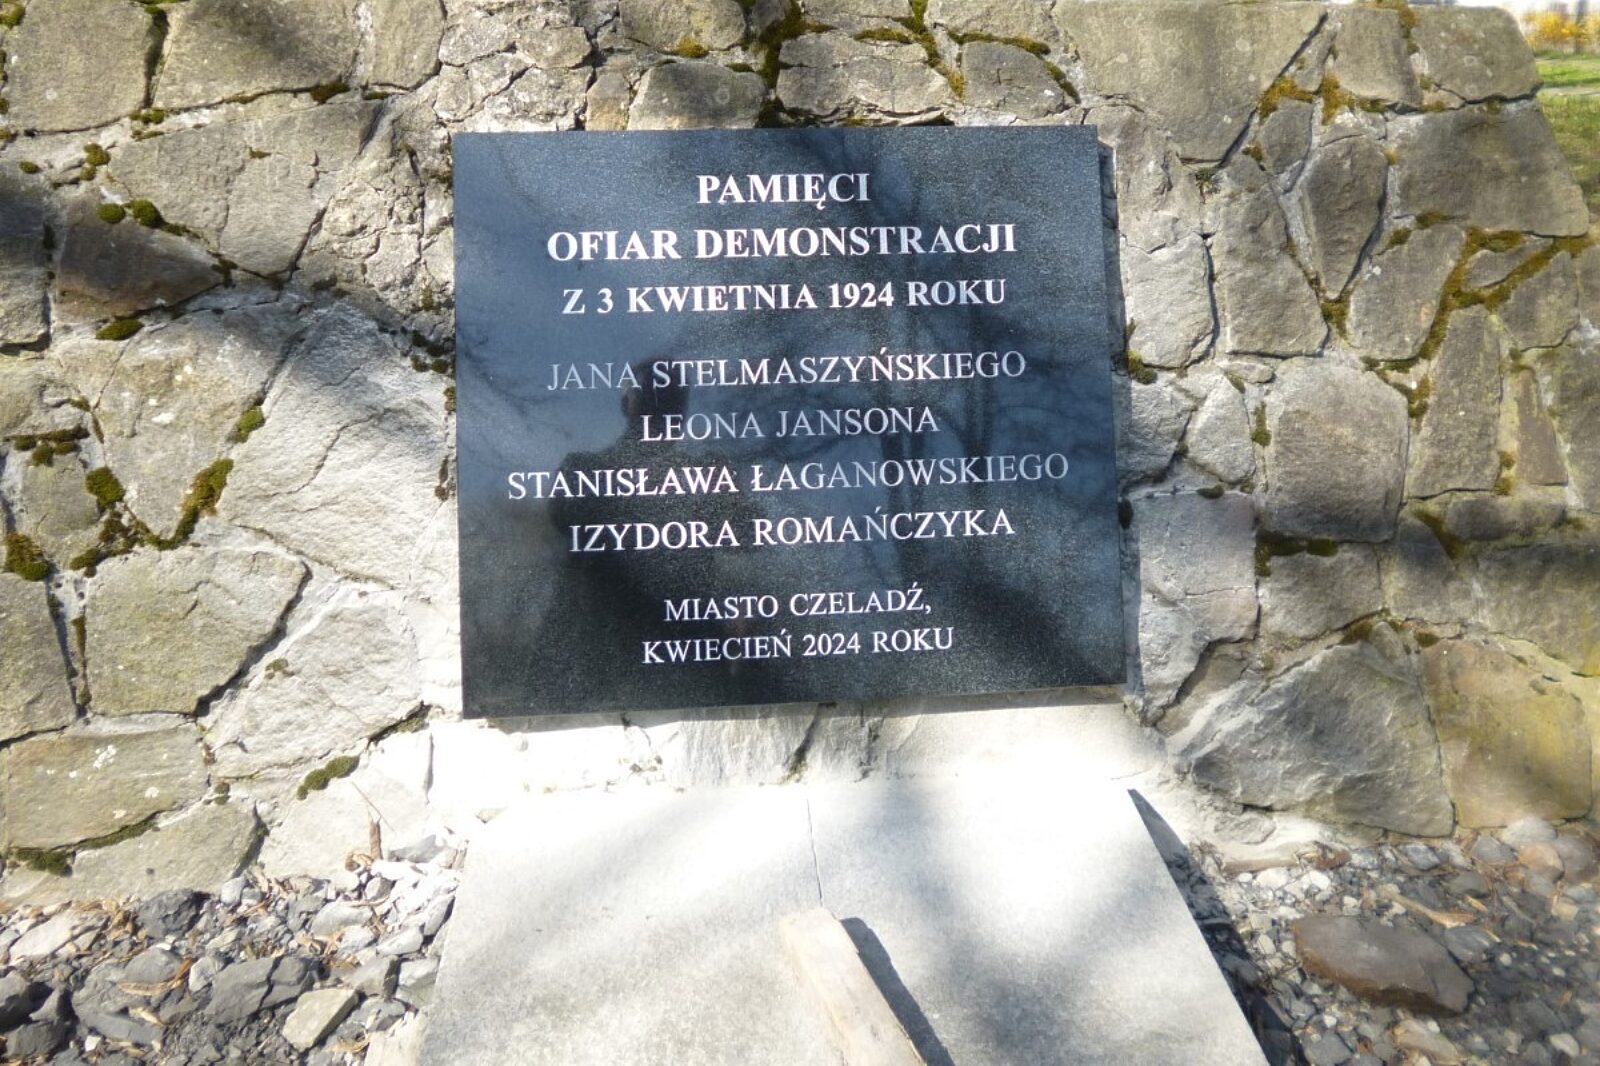 PAMIĘCI
OFIAR DEMONSTRACJI
Z 3 KWIETNIA 1924 ROKU
JANA STELMASZYŃSKIEGO
LEONA JANSONA
STANISŁAWA ŁAGANOWSKIEGO
IZYDORA ROMAŃCZYKA
MIASTO CZELADŹ,
KWIECIEŃ 2024 ROKU